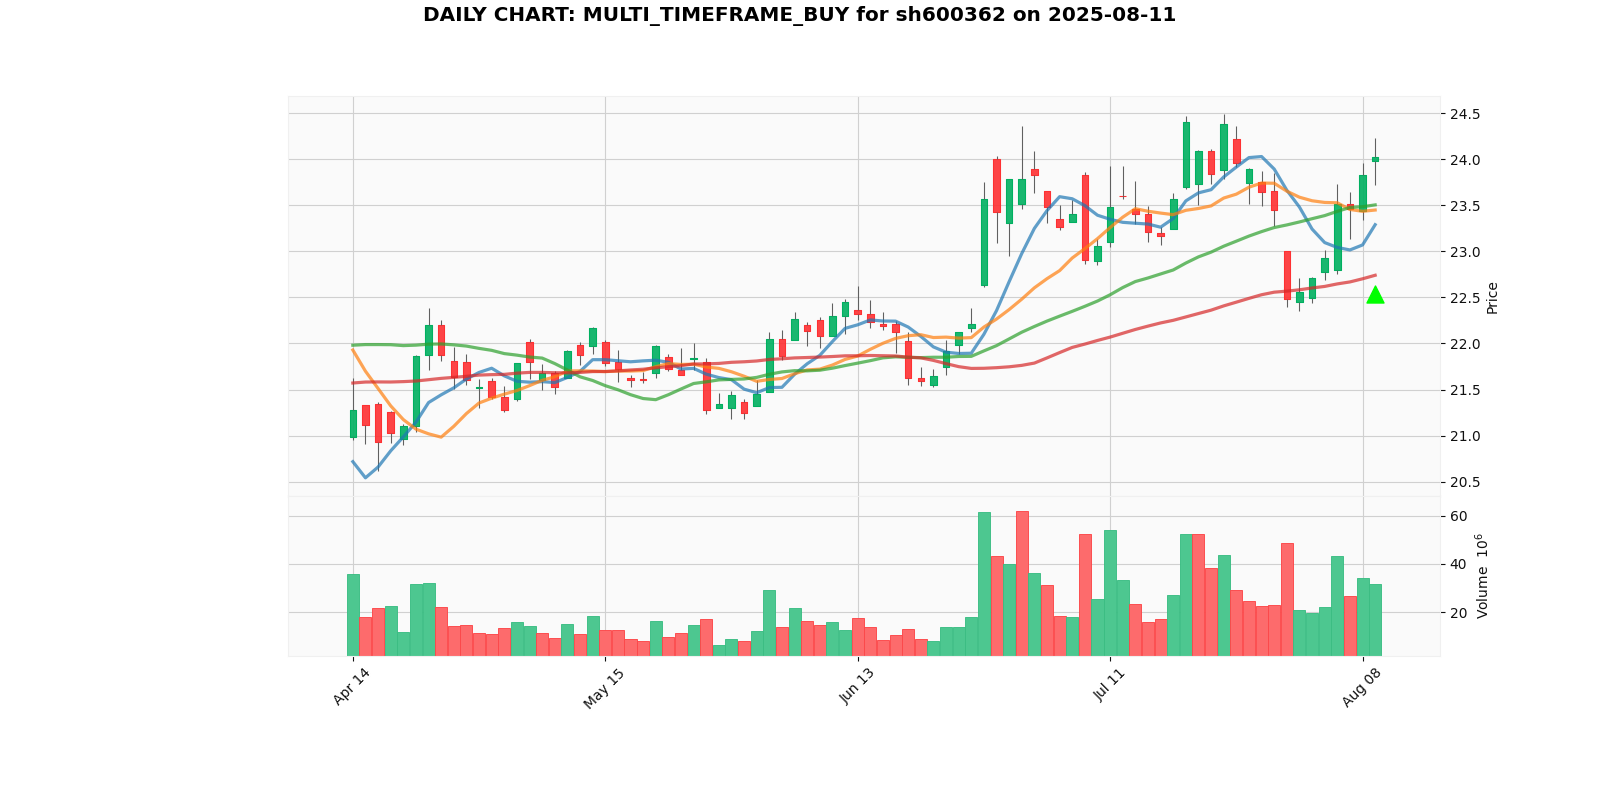 DAILY CHART: MULTI_TIMEFRAME_BUY for sh600362 on 2025-08-11
24.5
24.0
23.5
23.0
22.5
22.0
21.5
21.0
20.5
Price
60
40
20
Volume 10⁶
Apr 14
May 15
Jun 13
Jul 11
Aug 08